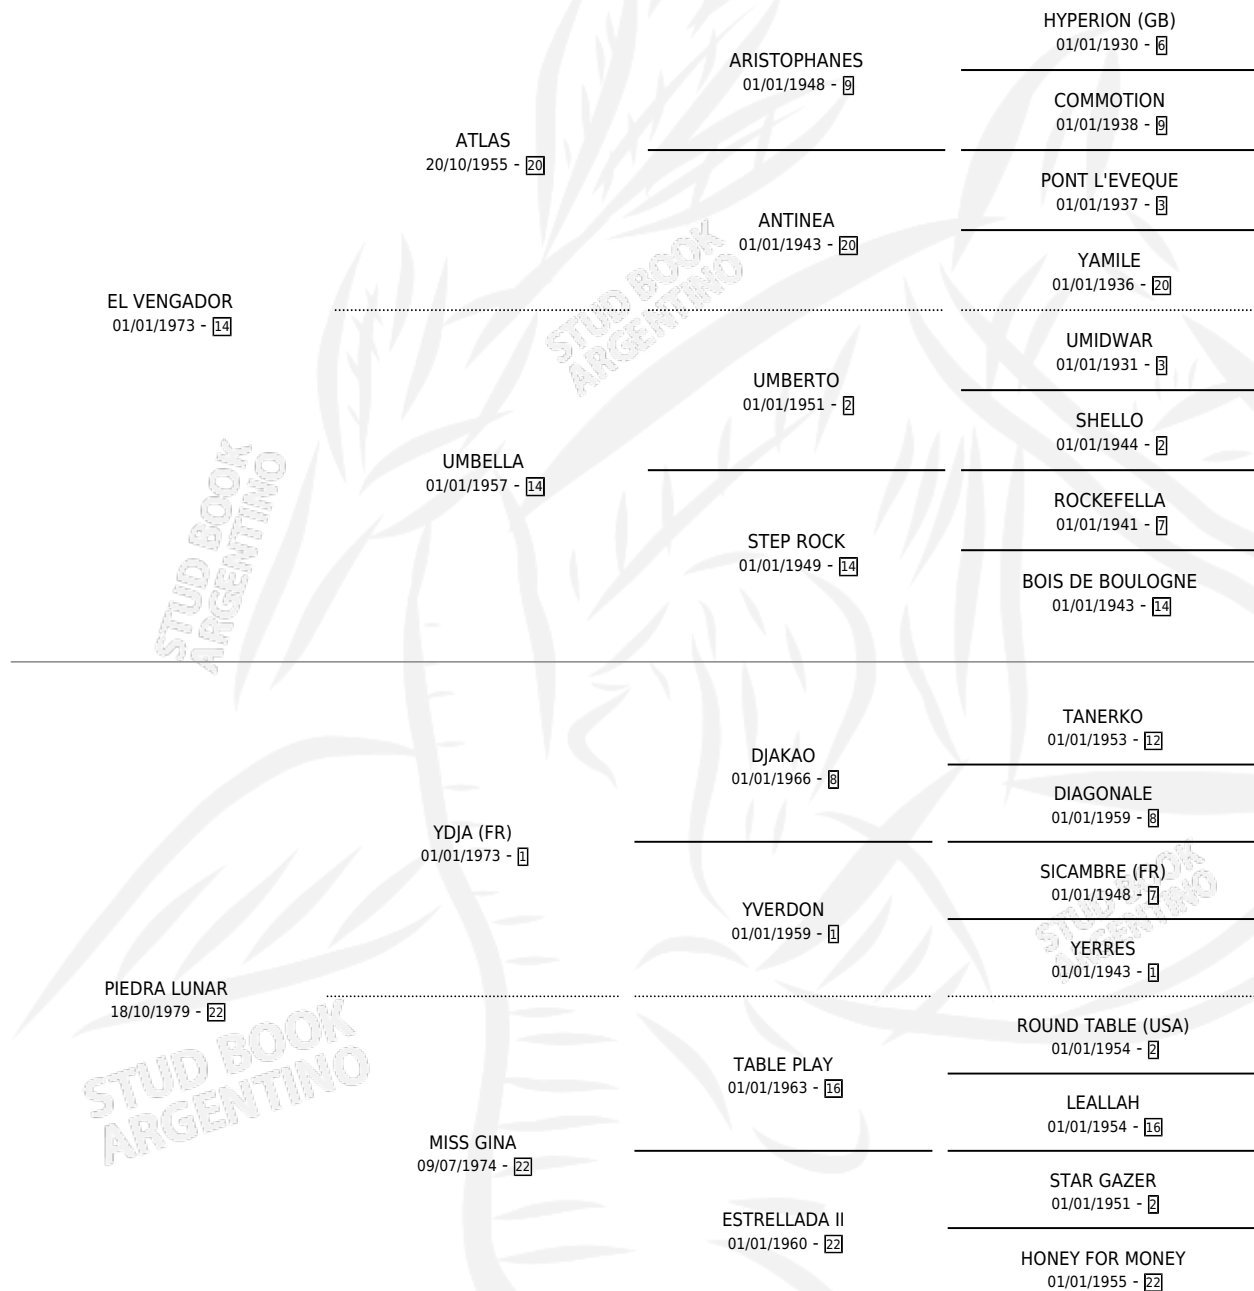 HYPERION (GB)
01/01/1930 - 6
ARISTOPHANES
01/01/1948 - 9
COMMOTION
01/01/1938 - 9
ATLAS
20/10/1955 - 20
PONT L'EVEQUE
01/01/1937 - 3
ANTINEA
01/01/1943 - 20
YAMILE
01/01/1936 - 20
EL VENGADOR
01/01/1973 - 14
UMIDWAR
01/01/1931 - 3
UMBERTO
01/01/1951 - 2
SHELLO
01/01/1944 - 2
UMBELLA
01/01/1957 - 14
ROCKEFELLA
01/01/1941 - 7
STEP ROCK
01/01/1949 - 14
BOIS DE BOULOGNE
01/01/1943 - 14
TANERKO
01/01/1953 - 12
DJAKAO
01/01/1966 - 8
DIAGONALE
01/01/1959 - 8
YDJA (FR)
01/01/1973 - 1
SICAMBRE (FR)
01/01/1948 - 7
YVERDON
01/01/1959 - 1
YERRES
01/01/1943 - 1
PIEDRA LUNAR
18/10/1979 - 22
ROUND TABLE (USA)
01/01/1954 - 2
TABLE PLAY
01/01/1963 - 16
LEALLAH
01/01/1954 - 16
MISS GINA
09/07/1974 - 22
STAR GAZER
01/01/1951 - 2
ESTRELLADA II
01/01/1960 - 22
HONEY FOR MONEY
01/01/1955 - 22
STUD BOOK
ARGENTINO
STUD BOOK
ARGENTINO
STUD BOOK
ARGENTINO
STUD BOOK
ARGENTINO